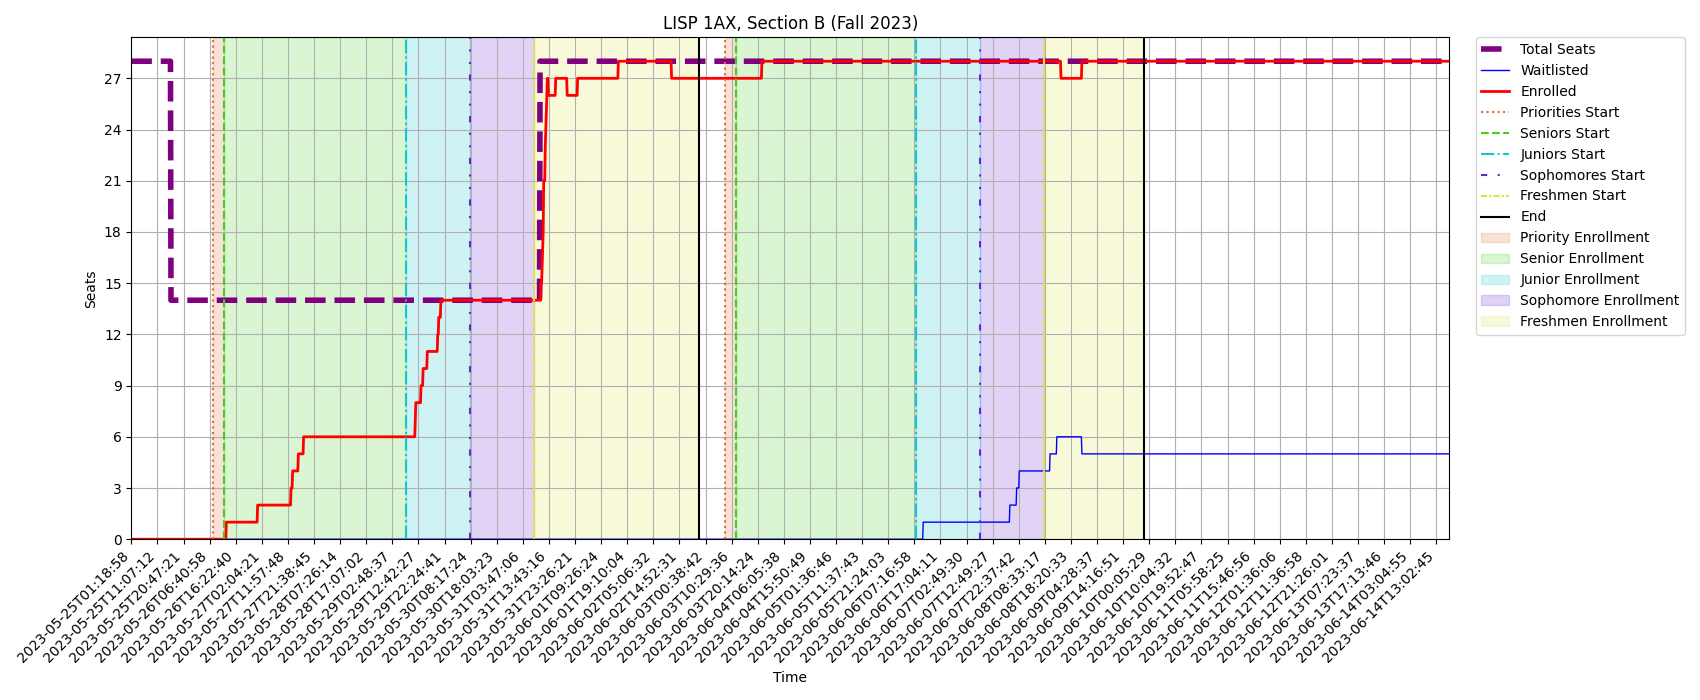 LISP 1AX, Section B (Fall 2023)
Seats
27
24
21
18
15
12
9
6
3
0
2023-05-25T01:18:58
2023-05-25T11:07:12
2023-05-25T20:47:21
2023-05-26T06:40:58
2023-05-26T16:22:40
2023-05-27T02:04:21
2023-05-27T11:57:48
2023-05-27T21:38:45
2023-05-28T07:26:14
2023-05-28T17:07:02
2023-05-29T02:48:37
2023-05-29T12:42:27
2023-05-29T22:24:41
2023-05-30T08:17:24
2023-05-30T18:03:23
2023-05-31T03:47:06
2023-05-31T13:43:16
2023-05-31T23:26:21
2023-06-01T09:26:24
2023-06-01T19:10:04
2023-06-02T05:06:32
2023-06-02T14:52:31
2023-06-03T00:38:42
2023-06-03T10:29:36
2023-06-03T20:14:24
2023-06-04T06:05:38
2023-06-04T15:50:49
2023-06-05T01:36:46
2023-06-05T11:37:43
2023-06-05T21:24:03
2023-06-06T07:16:58
2023-06-06T17:04:11
2023-06-07T02:49:30
2023-06-07T12:49:27
2023-06-07T22:37:42
2023-06-08T08:33:17
2023-06-08T18:20:33
2023-06-09T04:28:37
2023-06-09T14:16:51
2023-06-10T00:05:29
2023-06-10T10:04:32
2023-06-10T19:52:47
2023-06-11T05:58:25
2023-06-11T15:46:56
2023-06-12T01:36:06
2023-06-12T11:36:58
2023-06-12T21:26:01
2023-06-13T07:23:37
2023-06-13T17:13:46
2023-06-14T03:04:55
2023-06-14T13:02:45
Time
Total Seats
Waitlisted
Enrolled
Priorities Start
Seniors Start
Juniors Start
Sophomores Start
Freshmen Start
End
Priority Enrollment
Senior Enrollment
Junior Enrollment
Sophomore Enrollment
Freshmen Enrollment